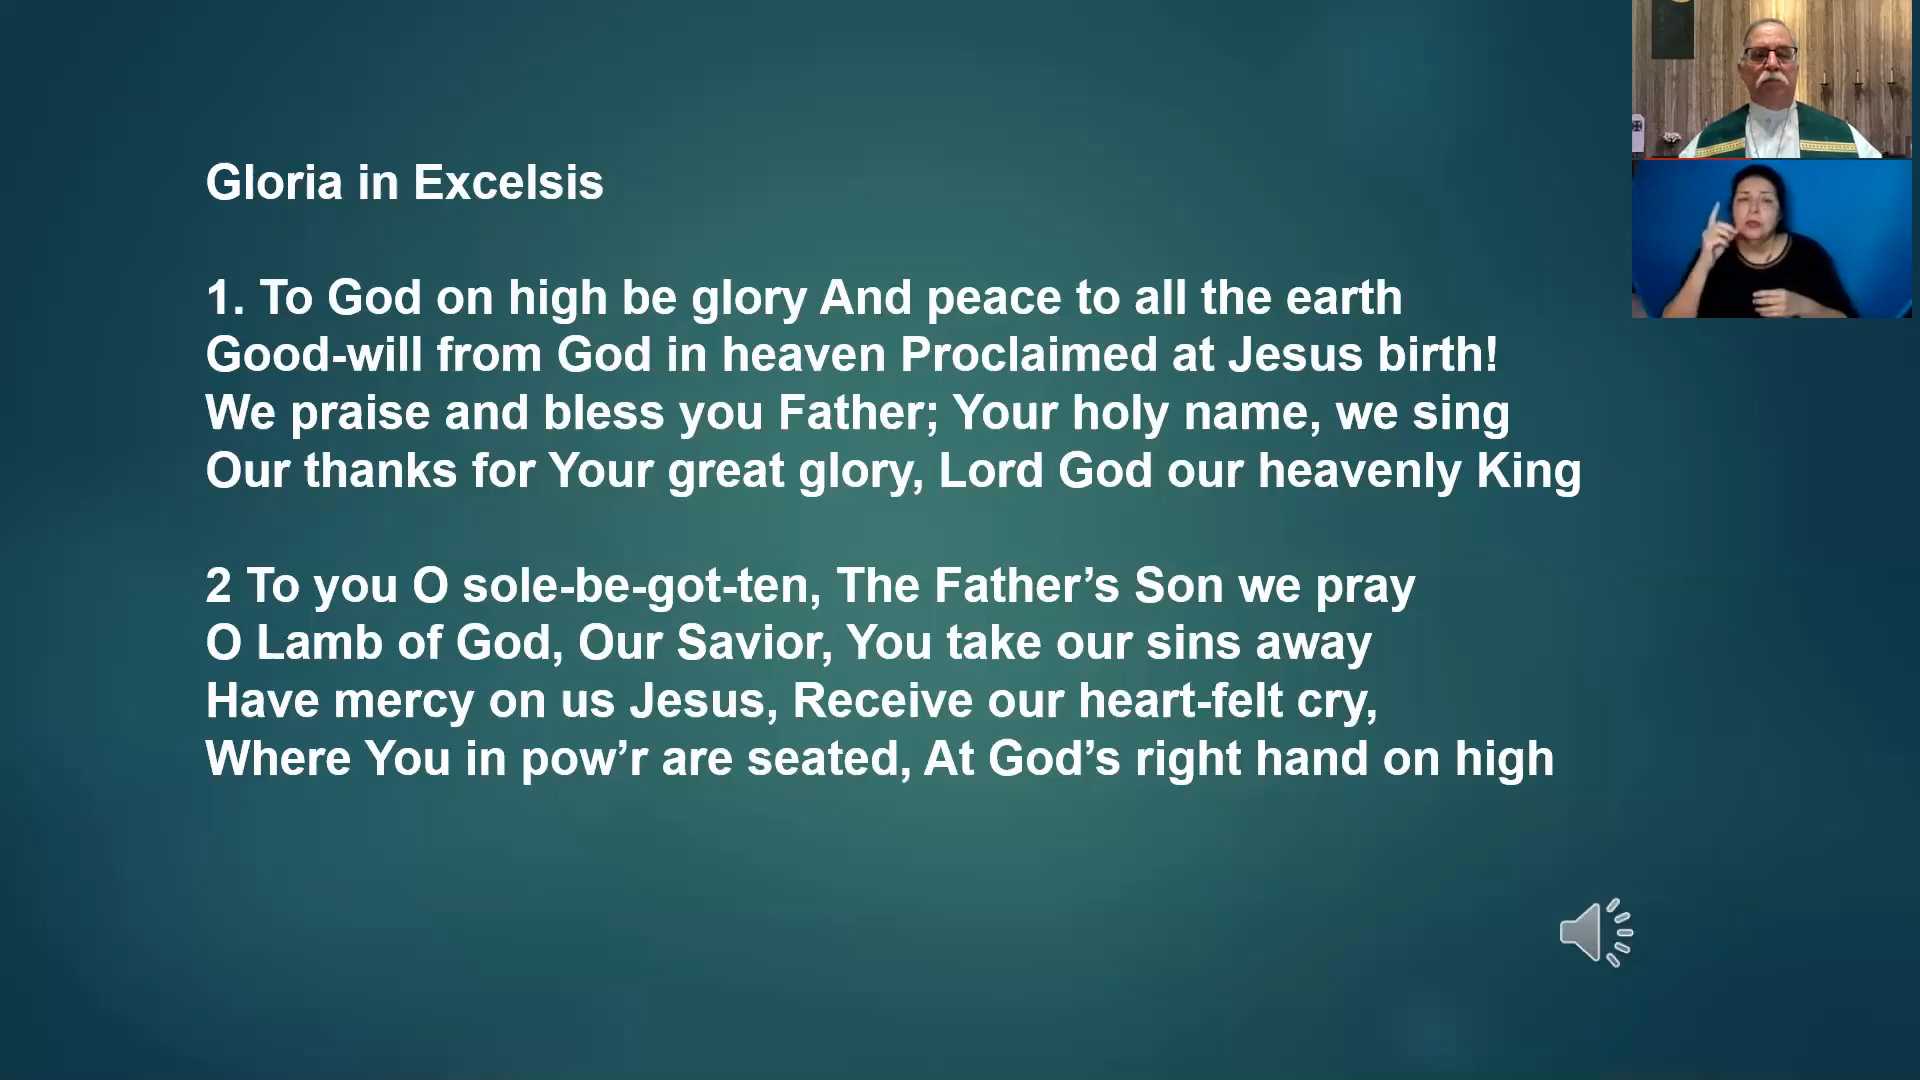 Gloria in Excelsis
1. To God on high be glory And peace to all the earth
Good-will from God in heaven Proclaimed at Jesus birth!
We praise and bless you Father; Your holy name, we sing
Our thanks for Your great glory, Lord God our heavenly King
2 To you O sole-be-got-ten, The Father’s Son we pray
O Lamb of God, Our Savior, You take our sins away
Have mercy on us Jesus, Receive our heart-felt cry,
Where You in pow’r are seated, At God’s right hand on high